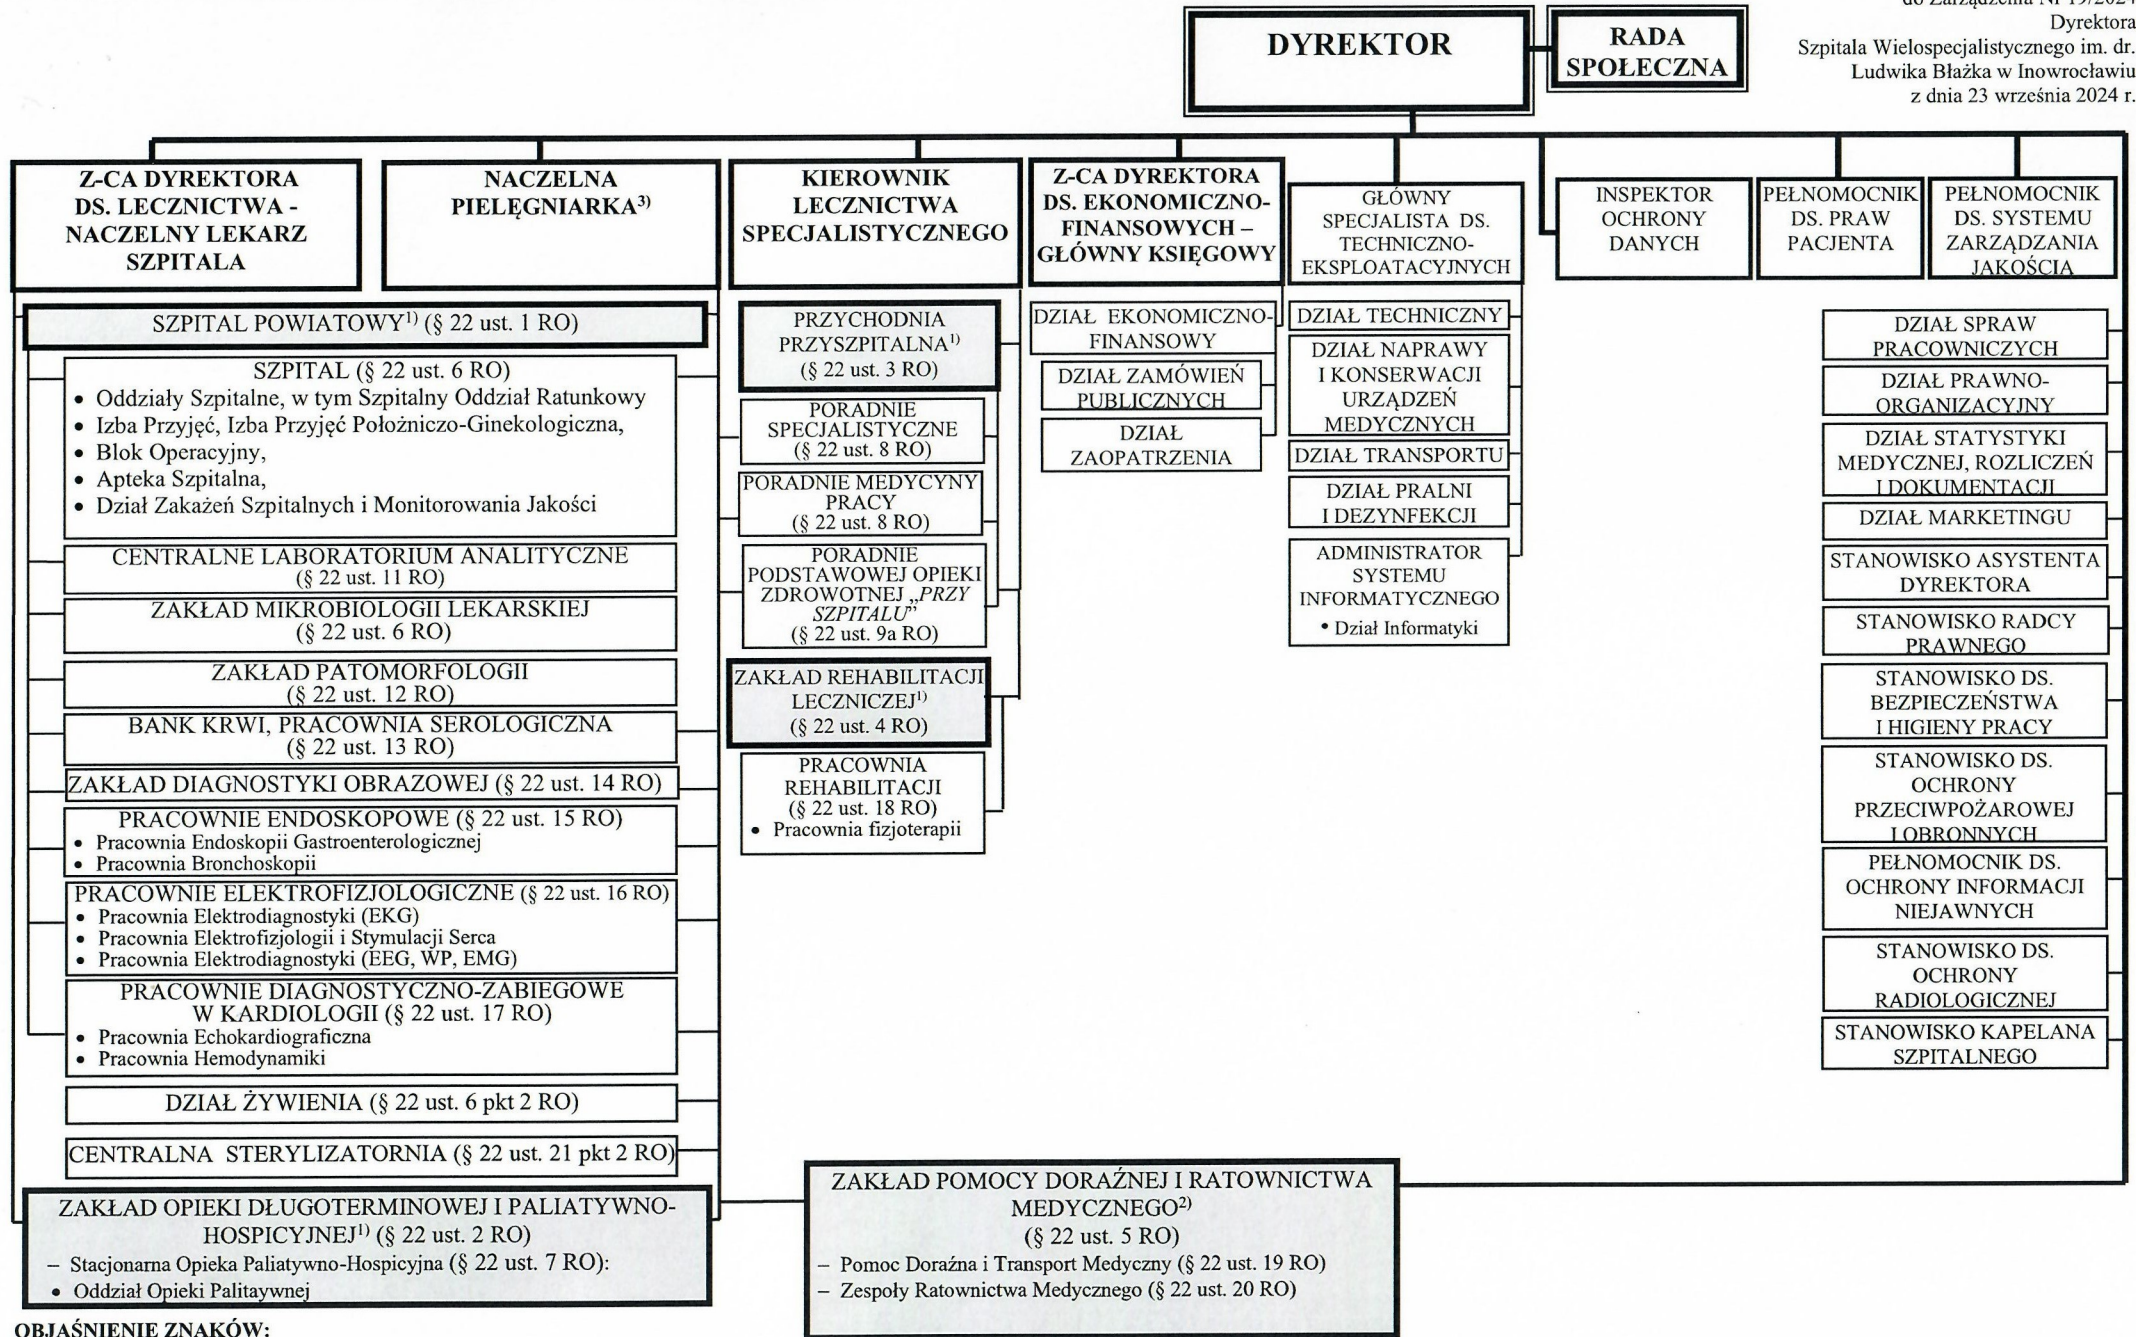 do Zarządzenia Nr 19/2024
Dyrektora
Szpitala Wielospecjalistycznego im. dr.
Ludwika Błażka w Inowrocławiu
z dnia 23 września 2024 r.
DYREKTOR
RADA
SPOŁECZNA
Z-CA DYREKTORA
DS. LECZNICTWA -
NACZELNY LEKARZ
SZPITALA
NACZELNA
PIELĘGNIARKA³⁾
KIEROWNIK
LECZNICTWA
SPECJALISTYCZNEGO
Z-CA DYREKTORA
DS. EKONOMICZNO-
FINANSOWYCH –
GŁÓWNY KSIĘGOWY
GŁÓWNY
SPECJALISTA DS.
TECHNICZNO-
EKSPLOATACYJNYCH
INSPEKTOR
OCHRONY
DANYCH
PEŁNOMOCNIK
DS. PRAW
PACJENTA
PEŁNOMOCNIK
DS. SYSTEMU
ZARZĄDZANIA
JAKOŚCIĄ
SZPITAL POWIATOWY¹⁾ (§ 22 ust. 1 RO)
SZPITAL (§ 22 ust. 6 RO)
• Oddziały Szpitalne, w tym Szpitalny Oddział Ratunkowy
• Izba Przyjęć, Izba Przyjęć Położniczo-Ginekologiczna,
• Blok Operacyjny,
• Apteka Szpitalna,
• Dział Zakażeń Szpitalnych i Monitorowania Jakości
CENTRALNE LABORATORIUM ANALITYCZNE
(§ 22 ust. 11 RO)
ZAKŁAD MIKROBIOLOGII LEKARSKIEJ
(§ 22 ust. 6 RO)
ZAKŁAD PATOMORFOLOGII
(§ 22 ust. 12 RO)
BANK KRWI, PRACOWNIA SEROLOGICZNA
(§ 22 ust. 13 RO)
ZAKŁAD DIAGNOSTYKI OBRAZOWEJ (§ 22 ust. 14 RO)
PRACOWNIE ENDOSKOPOWE (§ 22 ust. 15 RO)
• Pracownia Endoskopii Gastroenterologicznej
• Pracownia Bronchoskopii
PRACOWNIE ELEKTROFIZJOLOGICZNE (§ 22 ust. 16 RO)
• Pracownia Elektrodiagnostyki (EKG)
• Pracownia Elektrofizjologii i Stymulacji Serca
• Pracownia Elektrodiagnostyki (EEG, WP, EMG)
PRACOWNIE DIAGNOSTYCZNO-ZABIEGOWE
W KARDIOLOGII (§ 22 ust. 17 RO)
• Pracownia Echokardiograficzna
• Pracownia Hemodynamiki
DZIAŁ ŻYWIENIA (§ 22 ust. 6 pkt 2 RO)
CENTRALNA STERYLIZATORNIA (§ 22 ust. 21 pkt 2 RO)
ZAKŁAD OPIEKI DŁUGOTERMINOWEJ I PALIATYWNO-
HOSPICYJNEJ¹⁾ (§ 22 ust. 2 RO)
– Stacjonarna Opieka Paliatywno-Hospicyjna (§ 22 ust. 7 RO):
• Oddział Opieki Palitaywnej
PRZYCHODNIA
PRZYSZPITALNA¹⁾
(§ 22 ust. 3 RO)
PORADNIE
SPECJALISTYCZNE
(§ 22 ust. 8 RO)
PORADNIE MEDYCYNY
PRACY
(§ 22 ust. 8 RO)
PORADNIE
PODSTAWOWEJ OPIEKI
ZDROWOTNEJ „PRZY
SZPITALU”
(§ 22 ust. 9a RO)
ZAKŁAD REHABILITACJI
LECZNICZEJ¹⁾
(§ 22 ust. 4 RO)
PRACOWNIA
REHABILITACJI
(§ 22 ust. 18 RO)
• Pracownia fizjoterapii
DZIAŁ EKONOMICZNO-
FINANSOWY
DZIAŁ ZAMÓWIEŃ
PUBLICZNYCH
DZIAŁ
ZAOPATRZENIA
DZIAŁ TECHNICZNY
DZIAŁ NAPRAWY
I KONSERWACJI
URZĄDZEŃ
MEDYCZNYCH
DZIAŁ TRANSPORTU
DZIAŁ PRALNI
I DEZYNFEKCJI
ADMINISTRATOR
SYSTEMU
INFORMATYCZNEGO
• Dział Informatyki
DZIAŁ SPRAW
PRACOWNICZYCH
DZIAŁ PRAWNO-
ORGANIZACYJNY
DZIAŁ STATYSTYKI
MEDYCZNEJ, ROZLICZEŃ
I DOKUMENTACJI
DZIAŁ MARKETINGU
STANOWISKO ASYSTENTA
DYREKTORA
STANOWISKO RADCY
PRAWNEGO
STANOWISKO DS.
BEZPIECZEŃSTWA
I HIGIENY PRACY
STANOWISKO DS.
OCHRONY
PRZECIWPOŻAROWEJ
I OBRONNYCH
PEŁNOMOCNIK DS.
OCHRONY INFORMACJI
NIEJAWNYCH
STANOWISKO DS.
OCHRONY
RADIOLOGICZNEJ
STANOWISKO KAPELANA
SZPITALNEGO
ZAKŁAD POMOCY DORAŹNEJ I RATOWNICTWA
MEDYCZNEGO²⁾
(§ 22 ust. 5 RO)
– Pomoc Doraźna i Transport Medyczny (§ 22 ust. 19 RO)
– Zespoły Ratownictwa Medycznego (§ 22 ust. 20 RO)
OBJAŚNIENIE ZNAKÓW: